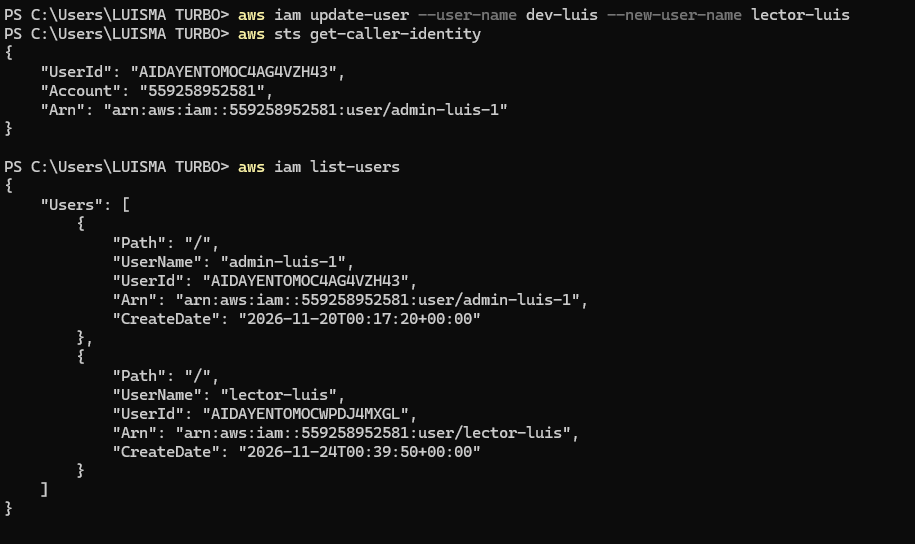 PS C:\Users\LUISMA TURBO> aws iam update-user --user-name dev-luis --new-user-name lector-luis
PS C:\Users\LUISMA TURBO> aws sts get-caller-identity
{
    "UserId": "AIDAYENTOMOC4AG4VZH43",
    "Account": "559258952581",
    "Arn": "arn:aws:iam::559258952581:user/admin-luis-1"
}

PS C:\Users\LUISMA TURBO> aws iam list-users
{
    "Users": [
        {
            "Path": "/",
            "UserName": "admin-luis-1",
            "UserId": "AIDAYENTOMOC4AG4VZH43",
            "Arn": "arn:aws:iam::559258952581:user/admin-luis-1",
            "CreateDate": "2026-11-20T00:17:20+00:00"
        },
        {
            "Path": "/",
            "UserName": "lector-luis",
            "UserId": "AIDAYENTOMOCWPDJ4MXGL",
            "Arn": "arn:aws:iam::559258952581:user/lector-luis",
            "CreateDate": "2026-11-24T00:39:50+00:00"
        }
    ]
}